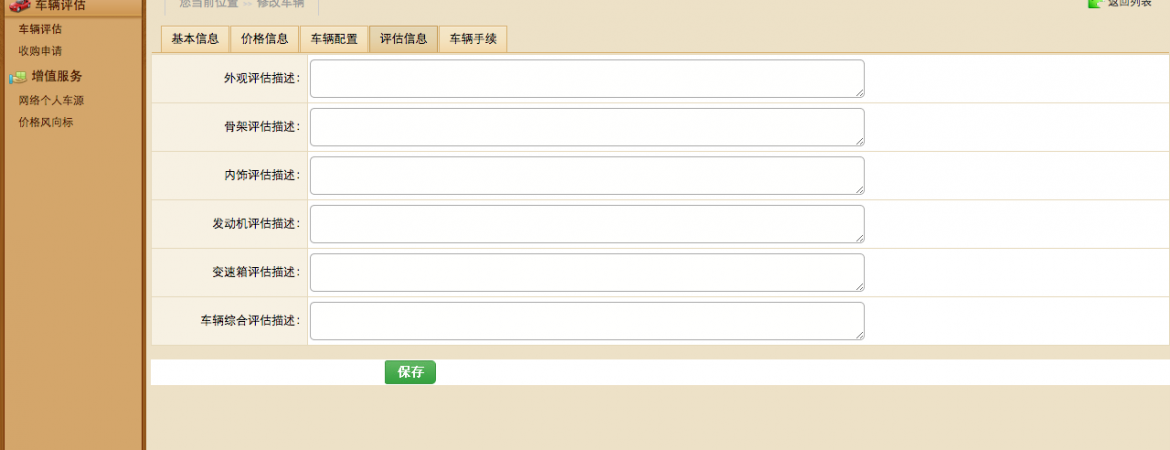 车辆评估
车辆评估
收购申请
增值服务
网络个人车源
价格风向标
您当前位置 >> 修改车辆
返回列表
基本信息 价格信息 车辆配置 评估信息 车辆手续
外观评估描述:
骨架评估描述:
内饰评估描述:
发动机评估描述:
变速箱评估描述:
车辆综合评估描述:
保存